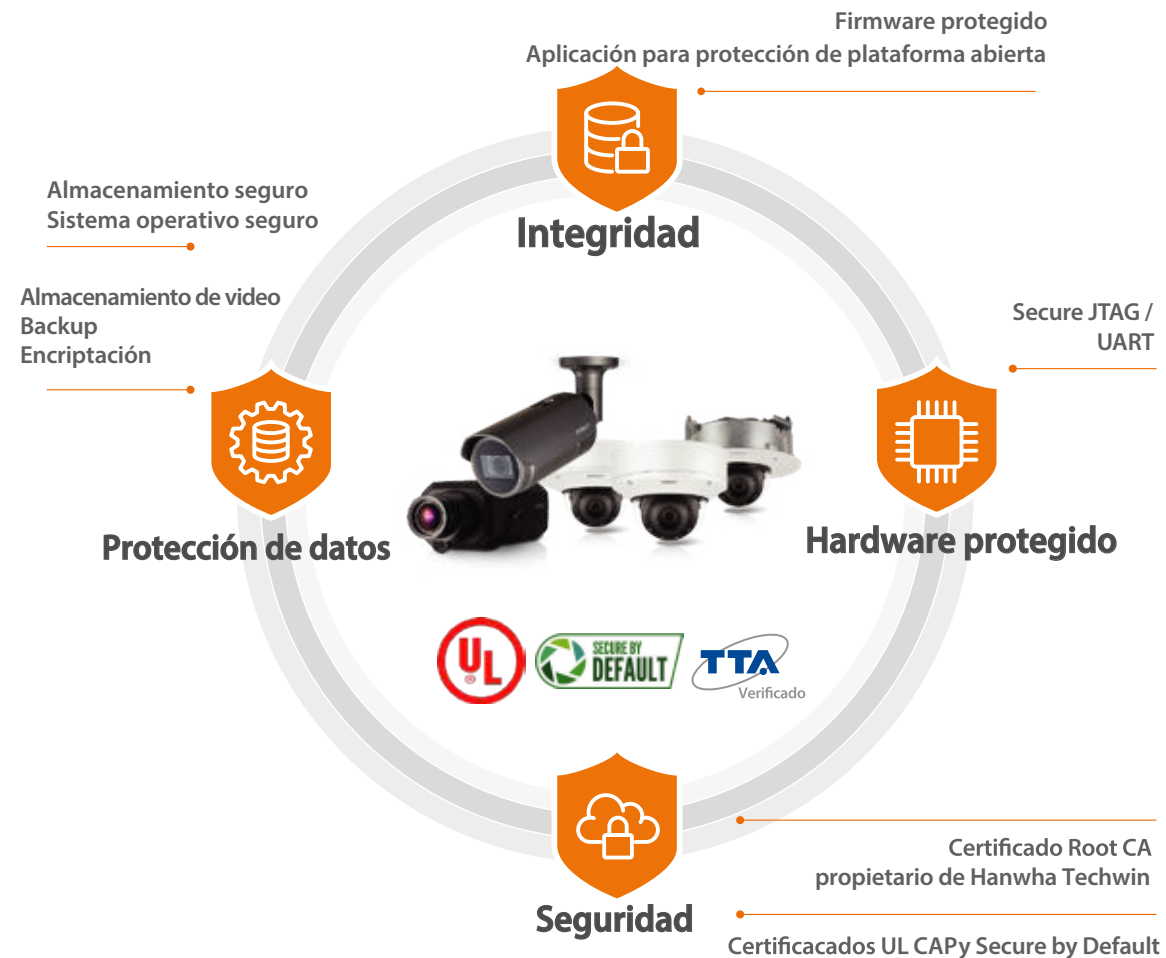 Firmware protegido
Aplicación para protección de plataforma abierta
Integridad
Almacenamiento seguro
Sistema operativo seguro
Almacenamiento de video
Backup
Encriptación
Protección de datos
Secure JTAG /
UART
Hardware protegido
UL
®
SECURE BY
DEFAULT
TTA
Verificado
Seguridad
Certificado Root CA
propietario de Hanwha Techwin
Certificacados UL CAPy Secure by Default